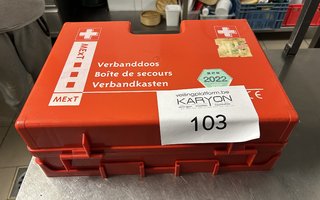 MExT
Verbanddoos
Boîte de secours
Verbandkasten
MExT
2022
CE
veilingplatform.be
KARYON
103